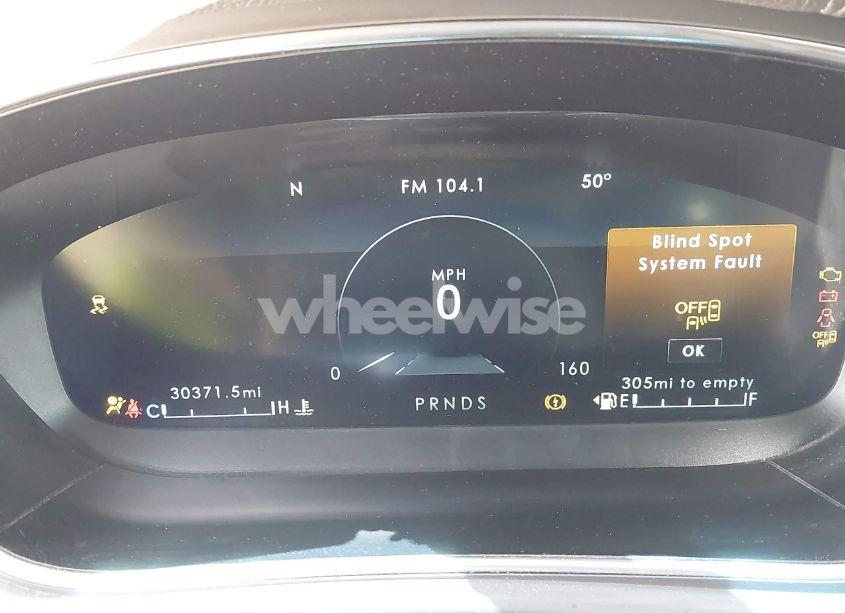 N FM 104.1 50°
Blind Spot
System Fault
MPH
0
OFF
OFF
OK
0 160
30371.5mi
305mi to empty
C H
PRNDS
E F
wheelwise